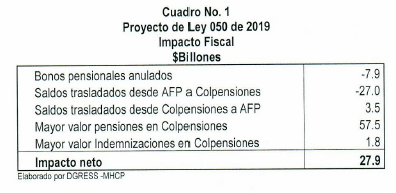 Cuadro No. 1
Proyecto de Ley 050 de 2019
Impacto Fiscal
$Billones
Bonos pensionales anulados -7.9
Saldos trasladados desde AFP a Colpensiones -27.0
Saldos trasladados desde Colpensiones a AFP 3.5
Mayor valor pensiones en Colpensiones 57.5
Mayor valor Indemnizaciones en Colpensiones 1.8
Impacto neto 27.9
Elaborado por DGRESS -MHCP